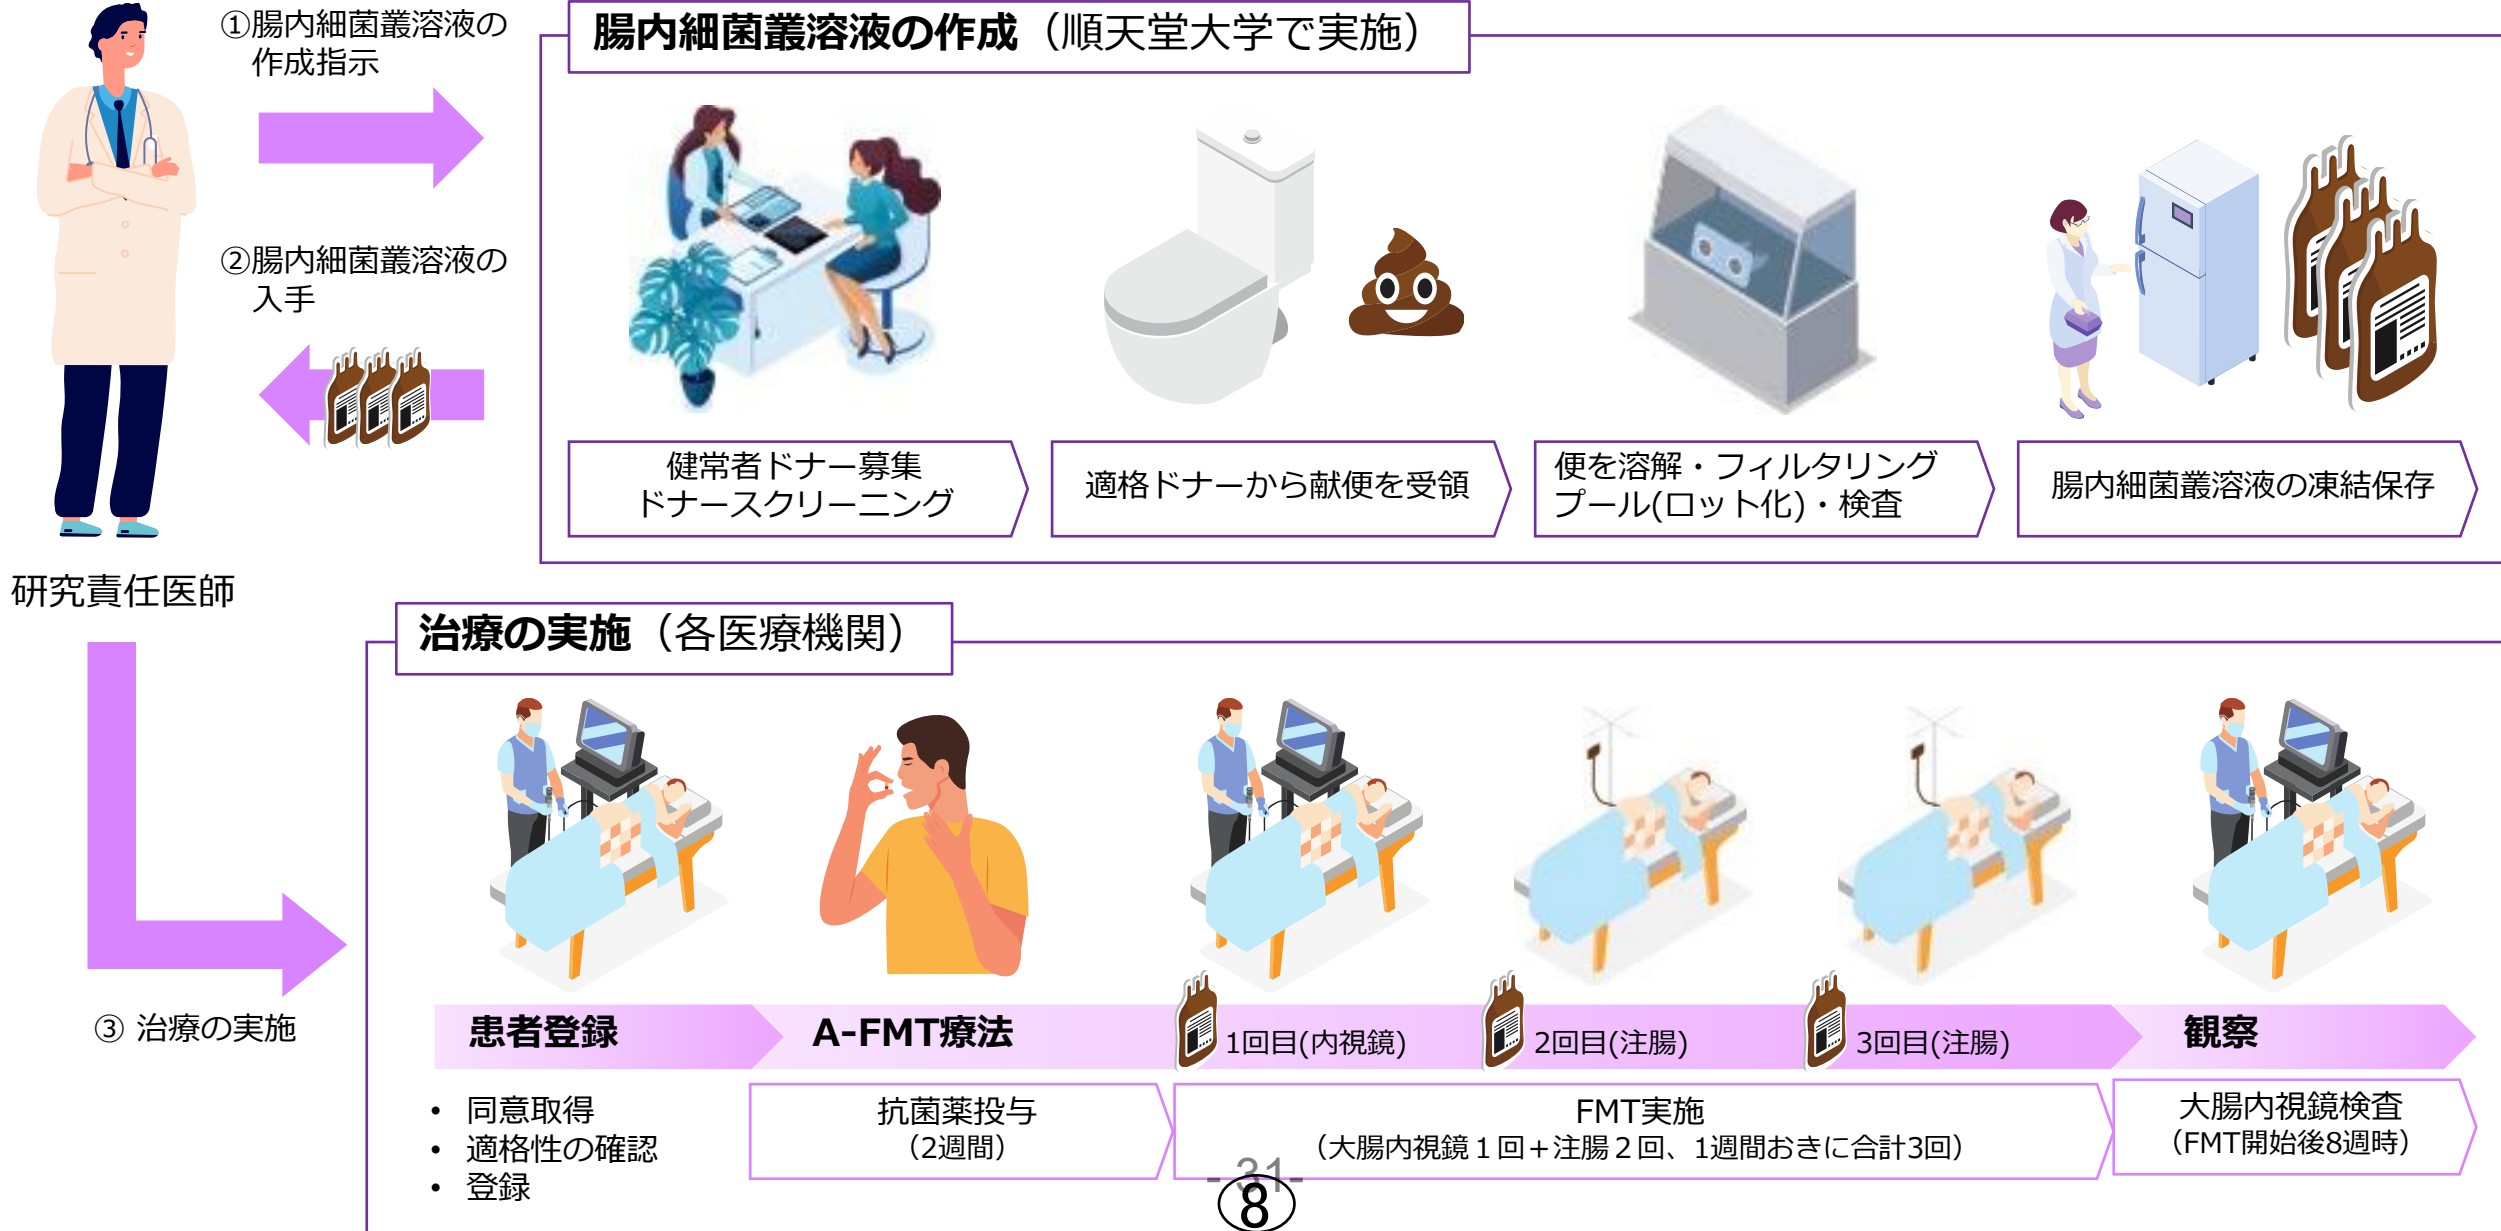 ①腸内細菌叢溶液の
作成指示
②腸内細菌叢溶液の
入手
研究責任医師
③ 治療の実施
腸内細菌叢溶液の作成（順天堂大学で実施）
健常者ドナー募集
ドナースクリーニング
適格ドナーから献便を受領
便を溶解・フィルタリング
プール(ロット化)・検査
腸内細菌叢溶液の凍結保存
治療の実施（各医療機関）
患者登録
A-FMT療法
1回目(内視鏡)
2回目(注腸)
3回目(注腸)
観察
• 同意取得
• 適格性の確認
• 登録
抗菌薬投与
（2週間）
FMT実施
（大腸内視鏡１回＋注腸２回、1週間おきに合計3回）
大腸内視鏡検査
（FMT開始後8週時）
- 31-
8